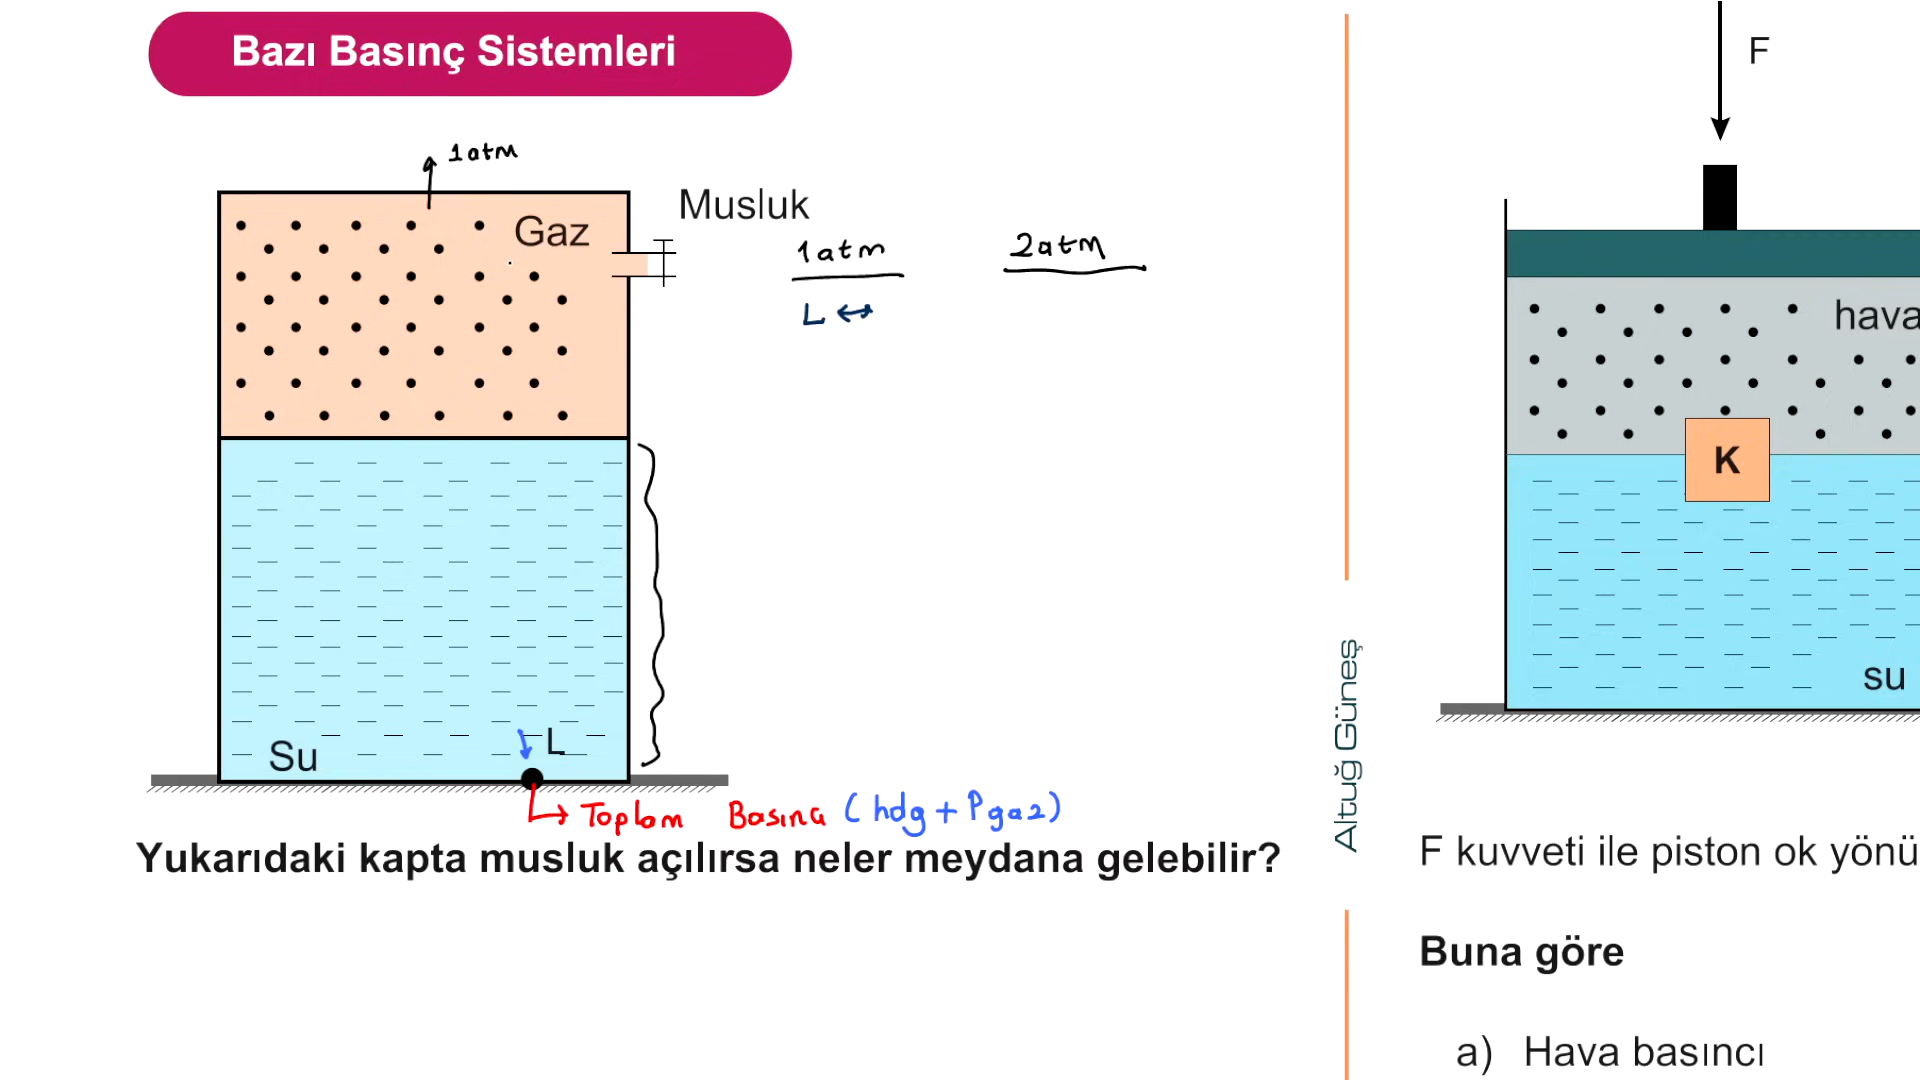 Bazı Basınç Sistemleri
1atm
Gaz
Musluk
1atm
2atm
L ↔
Su
L
Toplam Basınç (hdg + Pgaz)
Yukarıdaki kapta musluk açılırsa neler meydana gelebilir?
Altuğ Güneş
F
hava
K
su
F kuvveti ile piston ok yönü
Buna göre
a) Hava basıncı